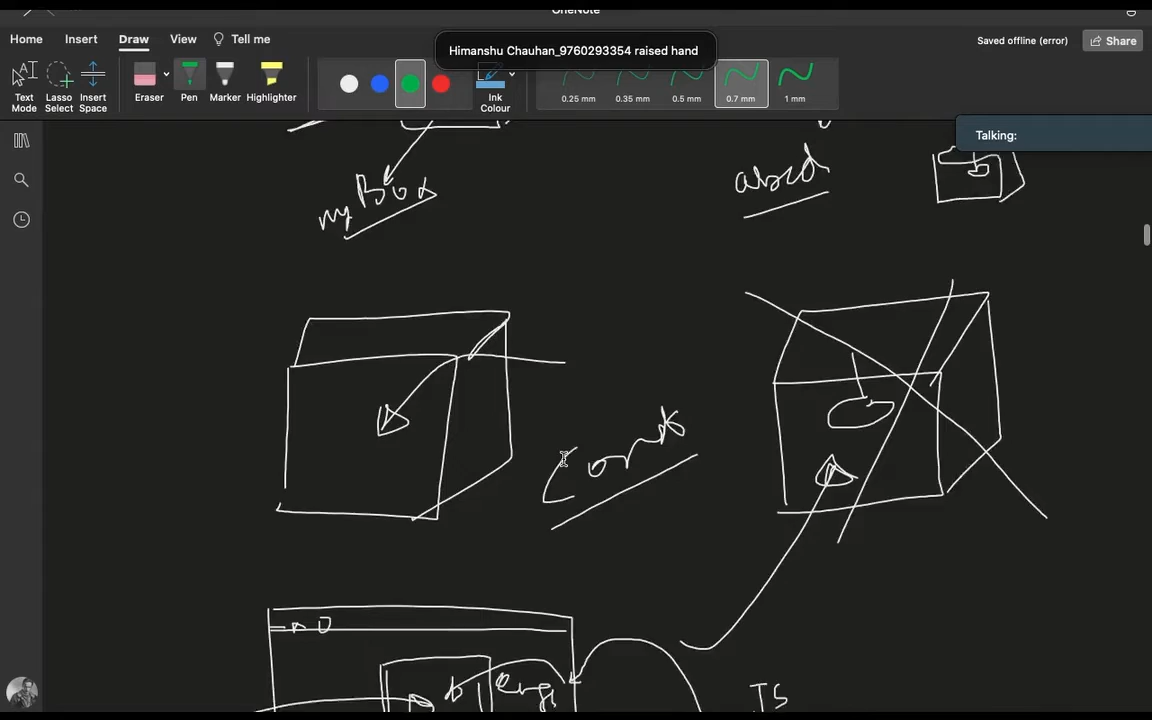 OneNote
Himanshu Chauhan_9760293354 raised hand
Home Insert Draw View Tell me
Saved offline (error) Share
Text Mode
Lasso Select
Insert Space
Eraser
Pen
Marker
Highlighter
Ink Colour
0.25 mm
0.35 mm
0.5 mm
0.7 mm
1 mm
Talking:
myBox
abcd
JS